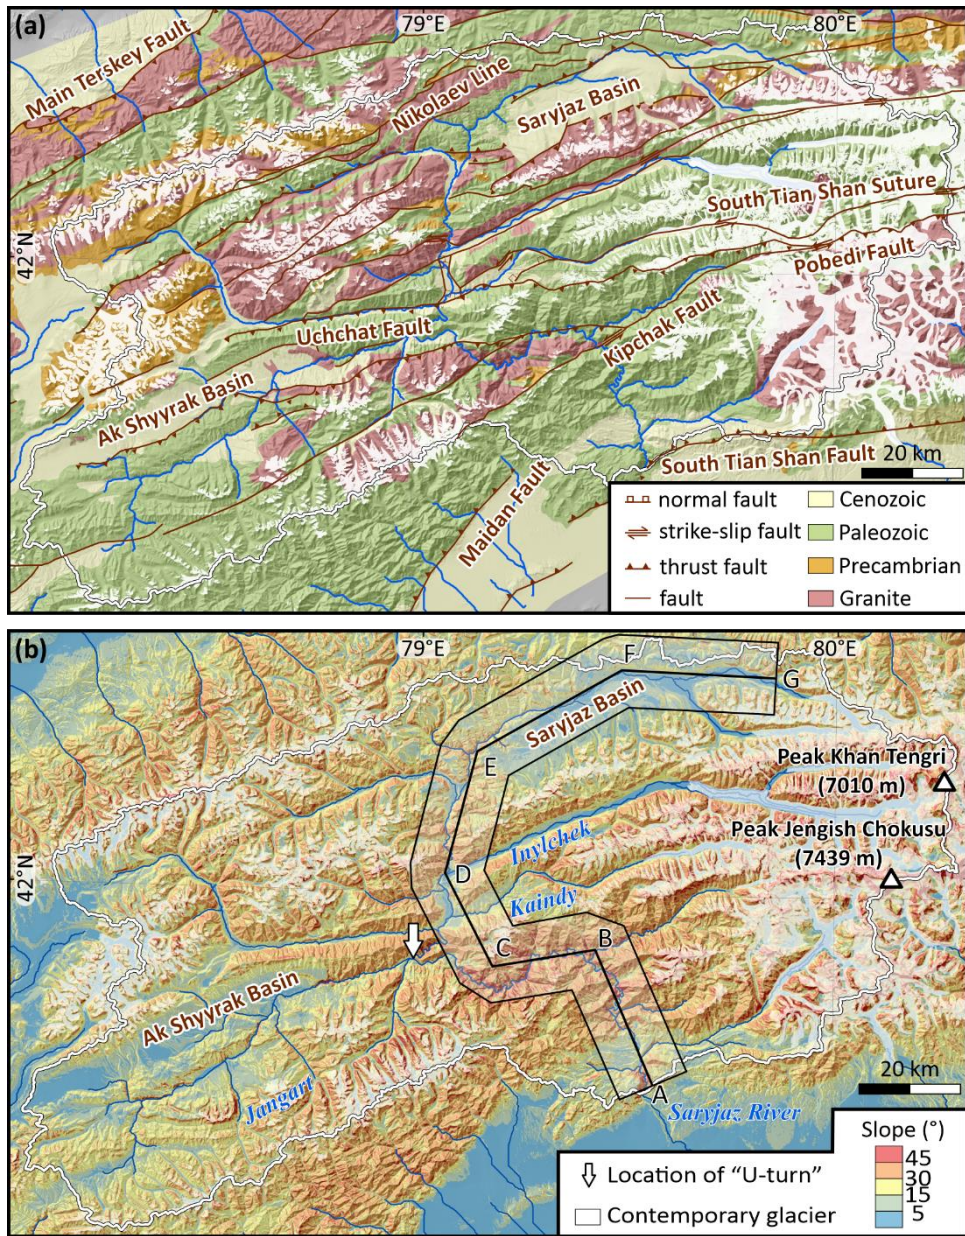 (a)
79°E
80°E
Main Terskey Fault
Nikolaev Line
Saryjaz Basin
South Tian Shan Suture
42°N
Pobedi Fault
Uchchat Fault
Kipchak Fault
Ak Shyyrak Basin
South Tian Shan Fault
Maidan Fault
20 km
normal fault
strike-slip fault
thrust fault
fault
Cenozoic
Paleozoic
Precambrian
Granite
(b)
79°E
80°E
F
G
Saryjaz Basin
E
Peak Khan Tengri
(7010 m)
Inylchek
Peak Jengish Chokusu
(7439 m)
42°N
D
Kaindy
B
C
Ak Shyyrak Basin
Jangart
A
Saryjaz River
20 km
Location of “U-turn”
Contemporary glacier
Slope (°)
45
30
15
5